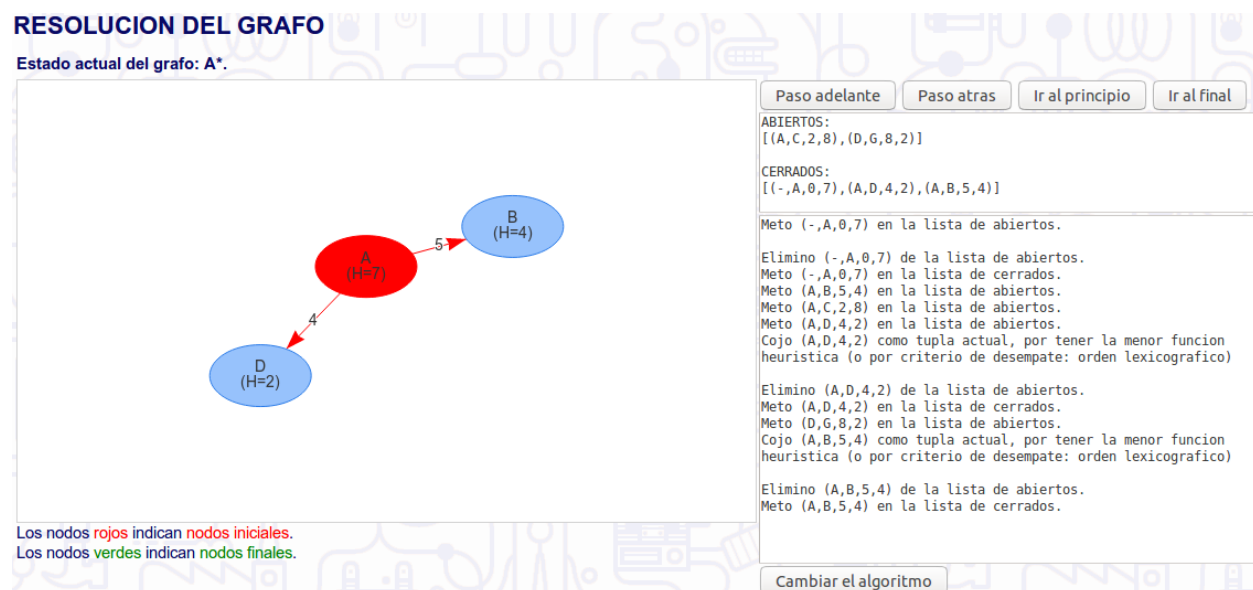 RESOLUCION DEL GRAFO
Estado actual del grafo: A*.
B
(H=4)
5
A
(H=7)
4
D
(H=2)
Los nodos rojos indican nodos iniciales.
Los nodos verdes indican nodos finales.
Paso adelante Paso atras Ir al principio Ir al final
ABIERTOS:
[(A,C,2,8),(D,G,8,2)]
CERRADOS:
[(-,A,0,7),(A,D,4,2),(A,B,5,4)]
Meto (-,A,0,7) en la lista de abiertos.
Elimino (-,A,0,7) de la lista de abiertos.
Meto (-,A,0,7) en la lista de cerrados.
Meto (A,B,5,4) en la lista de abiertos.
Meto (A,C,2,8) en la lista de abiertos.
Meto (A,D,4,2) en la lista de abiertos.
Cojo (A,D,4,2) como tupla actual, por tener la menor funcion
heuristica (o por criterio de desempate: orden lexicografico)
Elimino (A,D,4,2) de la lista de abiertos.
Meto (A,D,4,2) en la lista de cerrados.
Meto (D,G,8,2) en la lista de abiertos.
Cojo (A,B,5,4) como tupla actual, por tener la menor funcion
heuristica (o por criterio de desempate: orden lexicografico)
Elimino (A,B,5,4) de la lista de abiertos.
Meto (A,B,5,4) en la lista de cerrados.
Cambiar el algoritmo